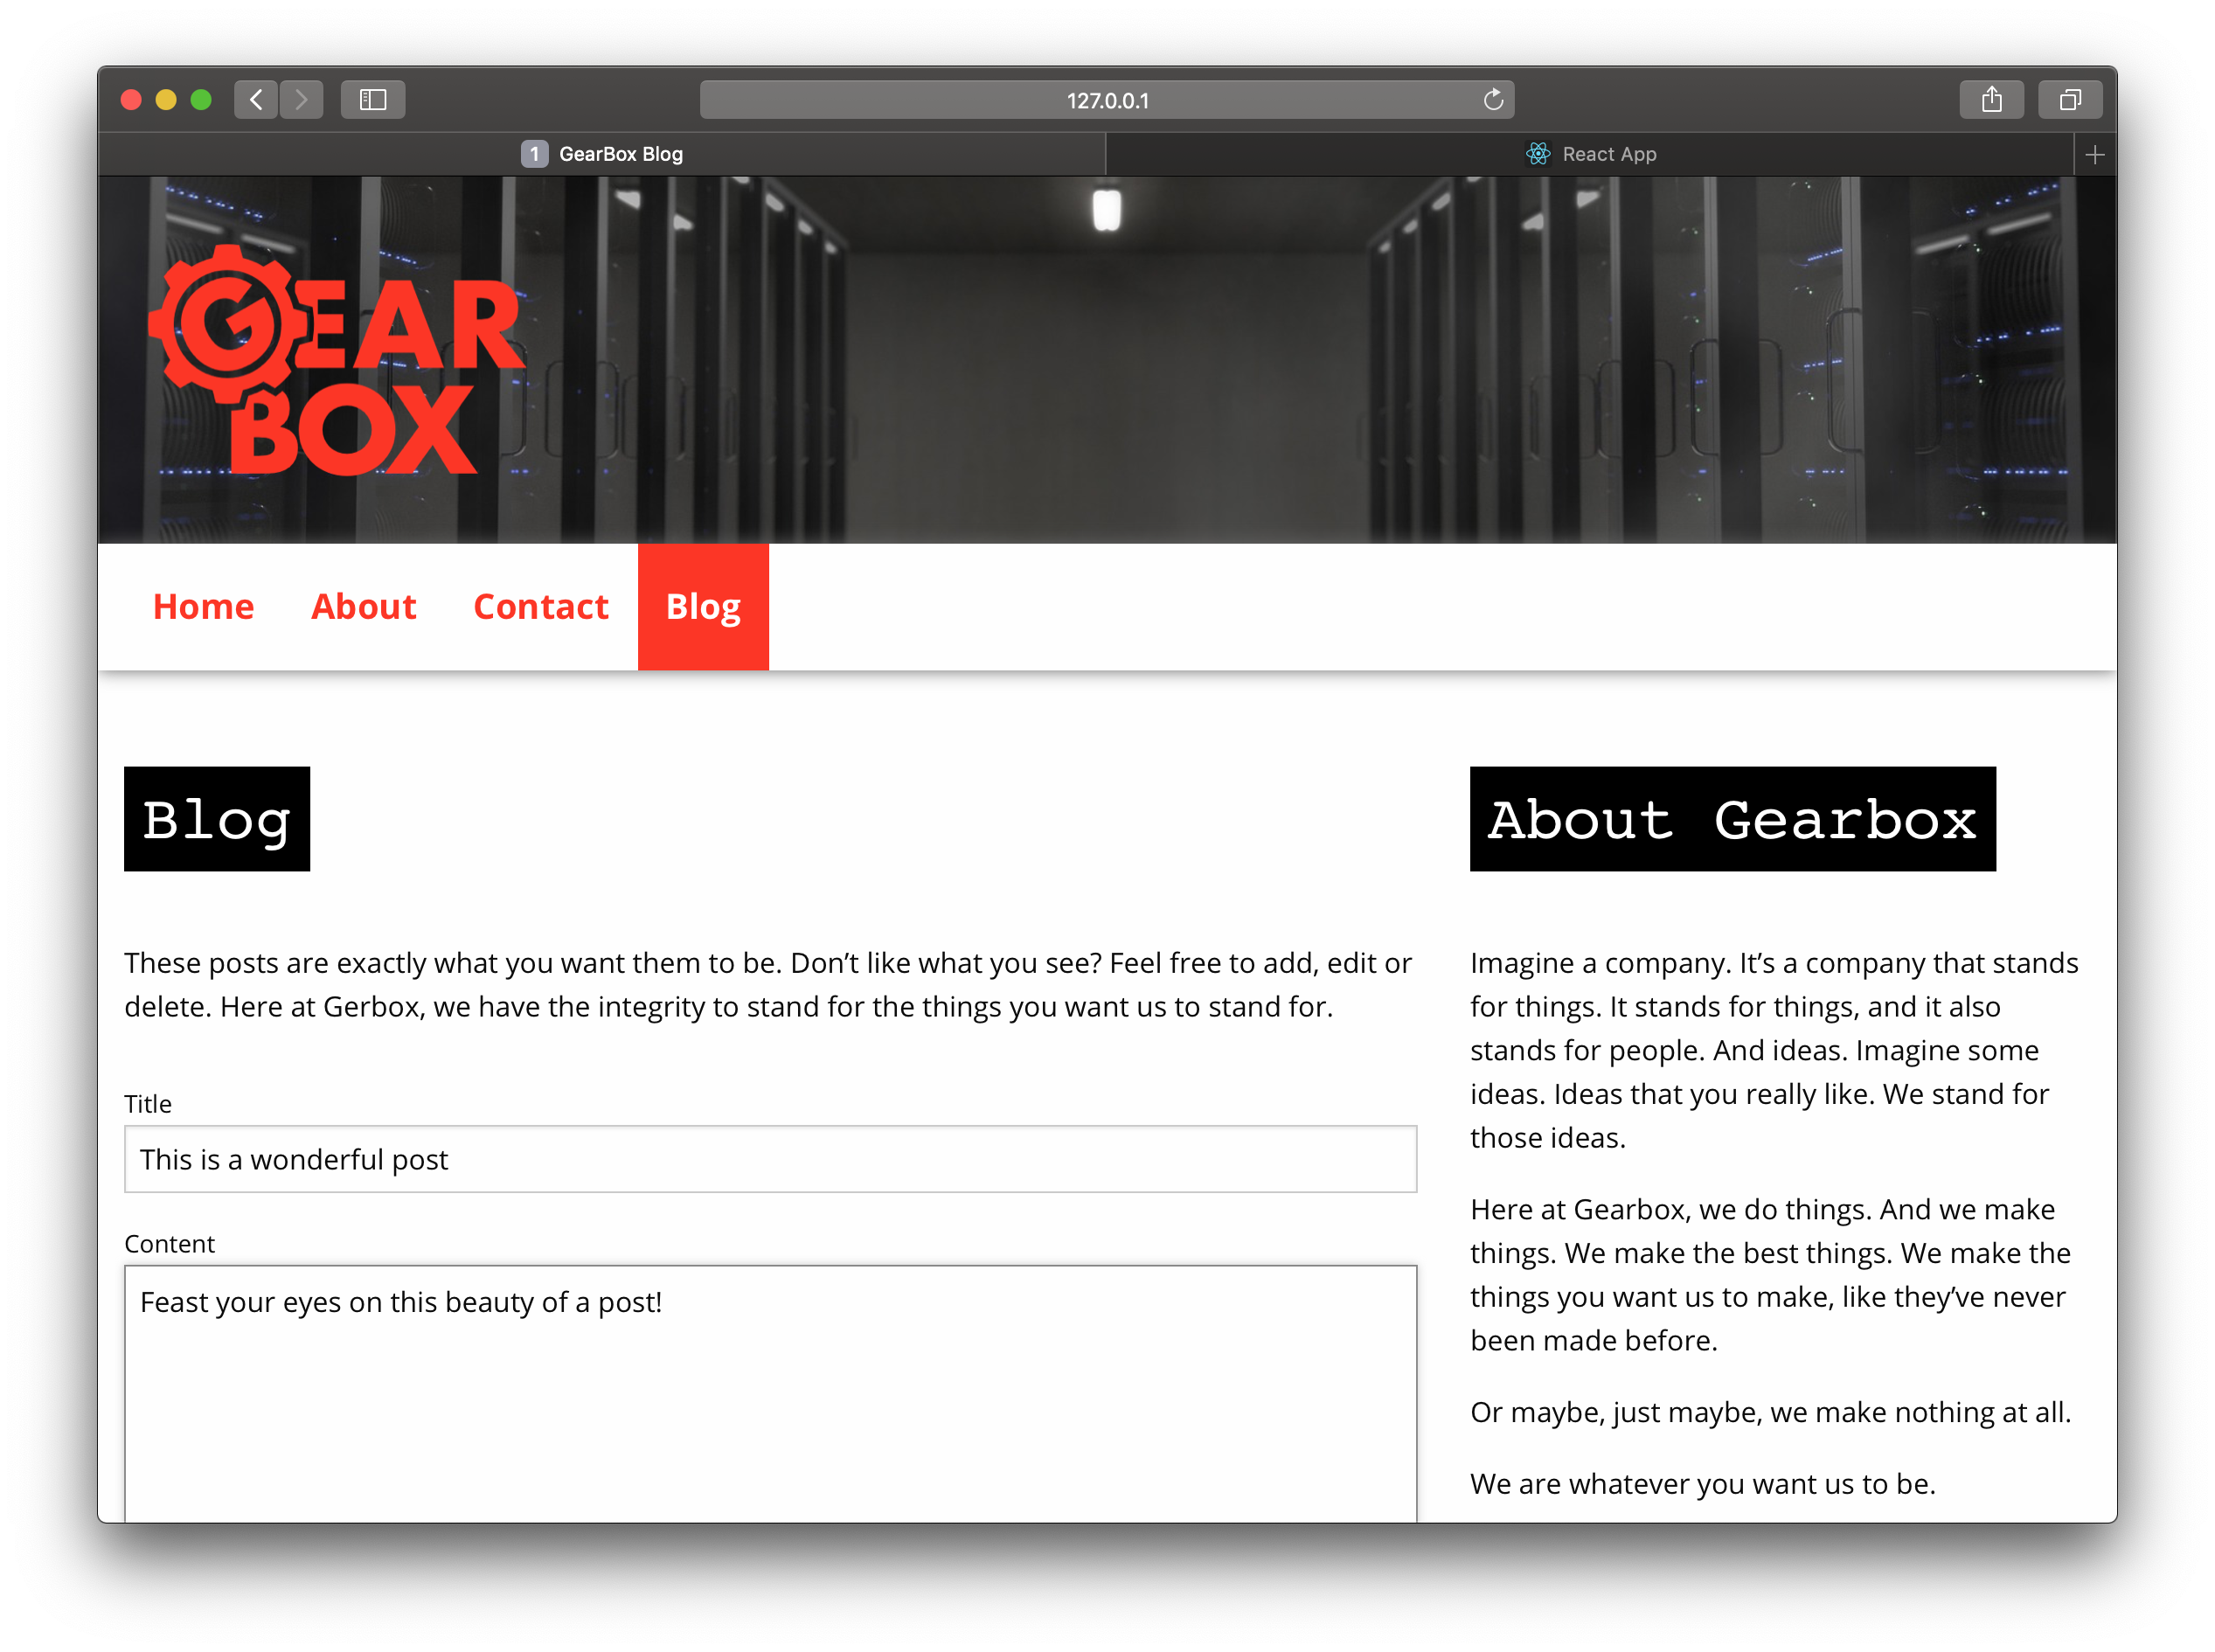 127.0.0.1
1 GearBox Blog
React App
GEAR
BOX
Home About Contact Blog
Blog
These posts are exactly what you want them to be. Don’t like what you see? Feel free to add, edit or
delete. Here at Gerbox, we have the integrity to stand for the things you want us to stand for.
Title
This is a wonderful post
Content
Feast your eyes on this beauty of a post!
About Gearbox
Imagine a company. It’s a company that stands
for things. It stands for things, and it also
stands for people. And ideas. Imagine some
ideas. Ideas that you really like. We stand for
those ideas.
Here at Gearbox, we do things. And we make
things. We make the best things. We make the
things you want us to make, like they’ve never
been made before.
Or maybe, just maybe, we make nothing at all.
We are whatever you want us to be.